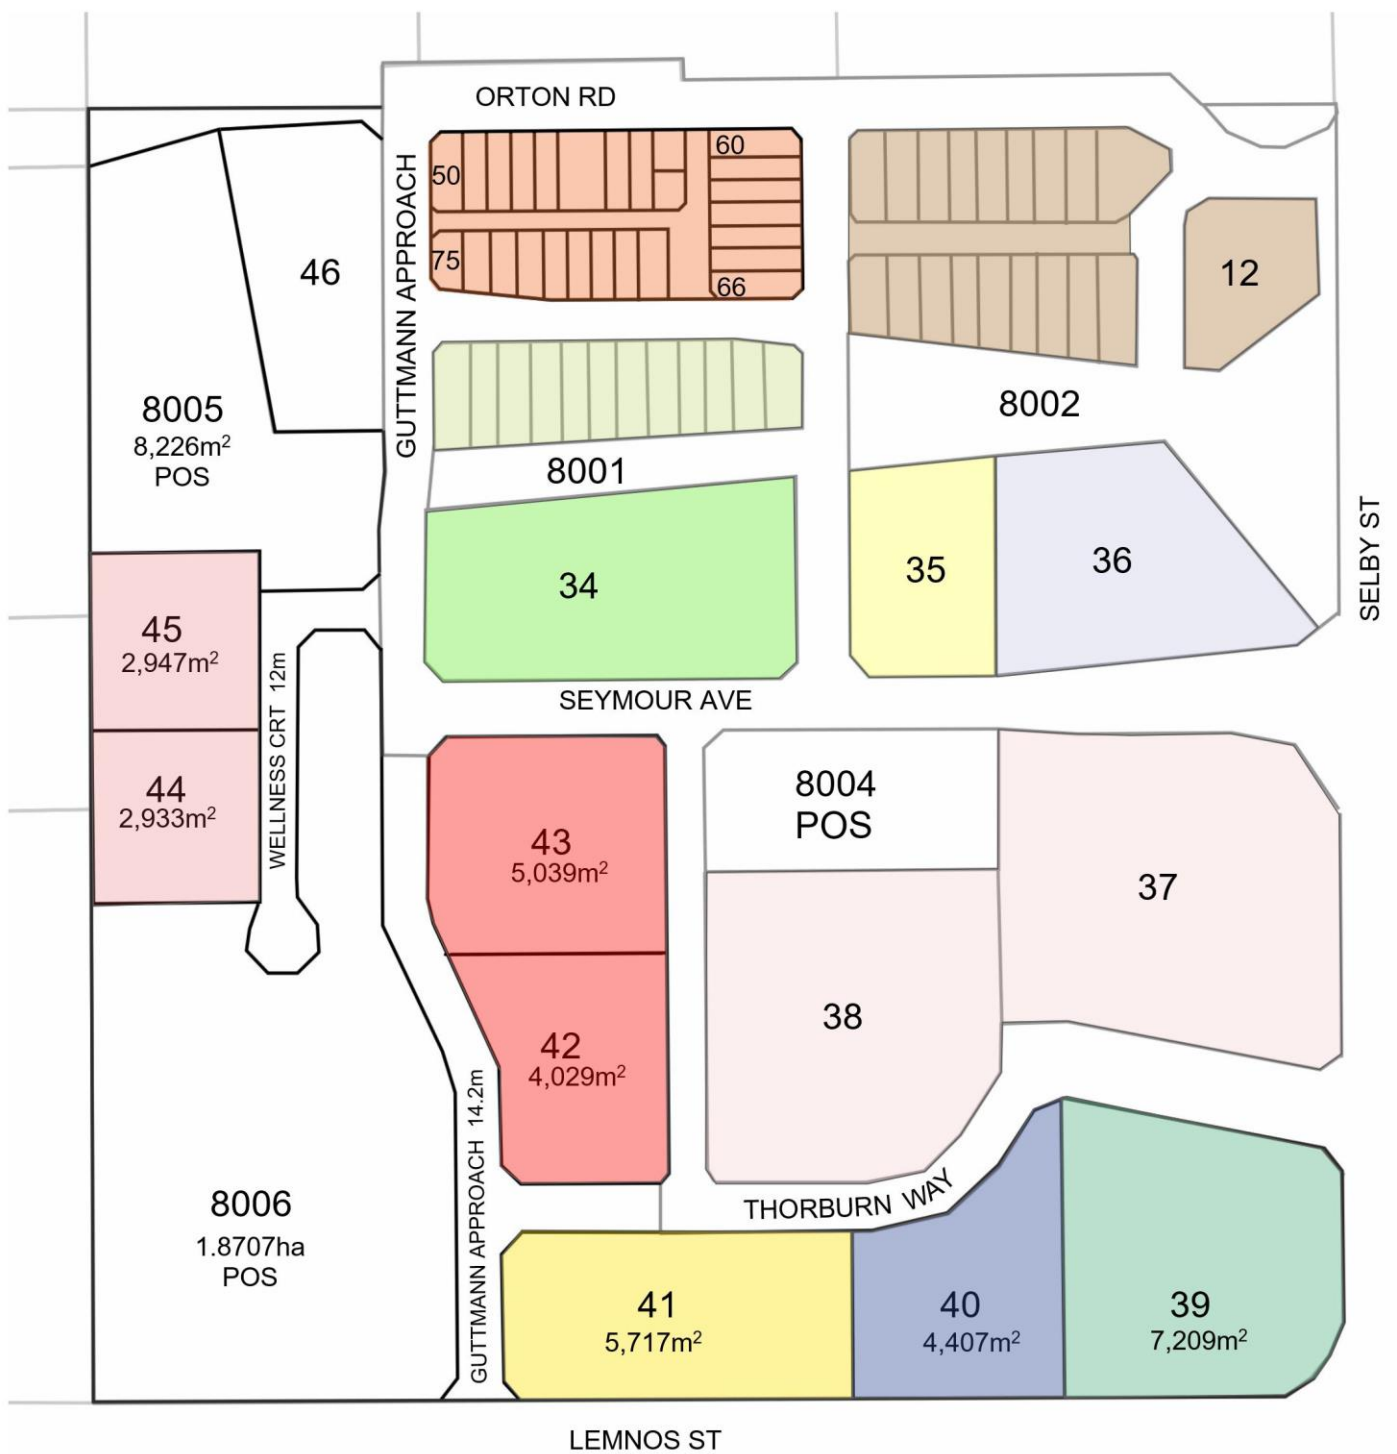 ORTON RD
GUTTMANN APPROACH
50
60
75
66
46
12
8005
8,226m²
POS
8002
8001
34
35
36
SELBY ST
45
2,947m²
WELLNESS CRT 12m
44
2,933m²
SEYMOUR AVE
43
5,039m²
8004
POS
37
38
42
4,029m²
GUTTMANN APPROACH 14.2m
8006
1.8707ha
POS
THORBURN WAY
41
5,717m²
40
4,407m²
39
7,209m²
LEMNOS ST